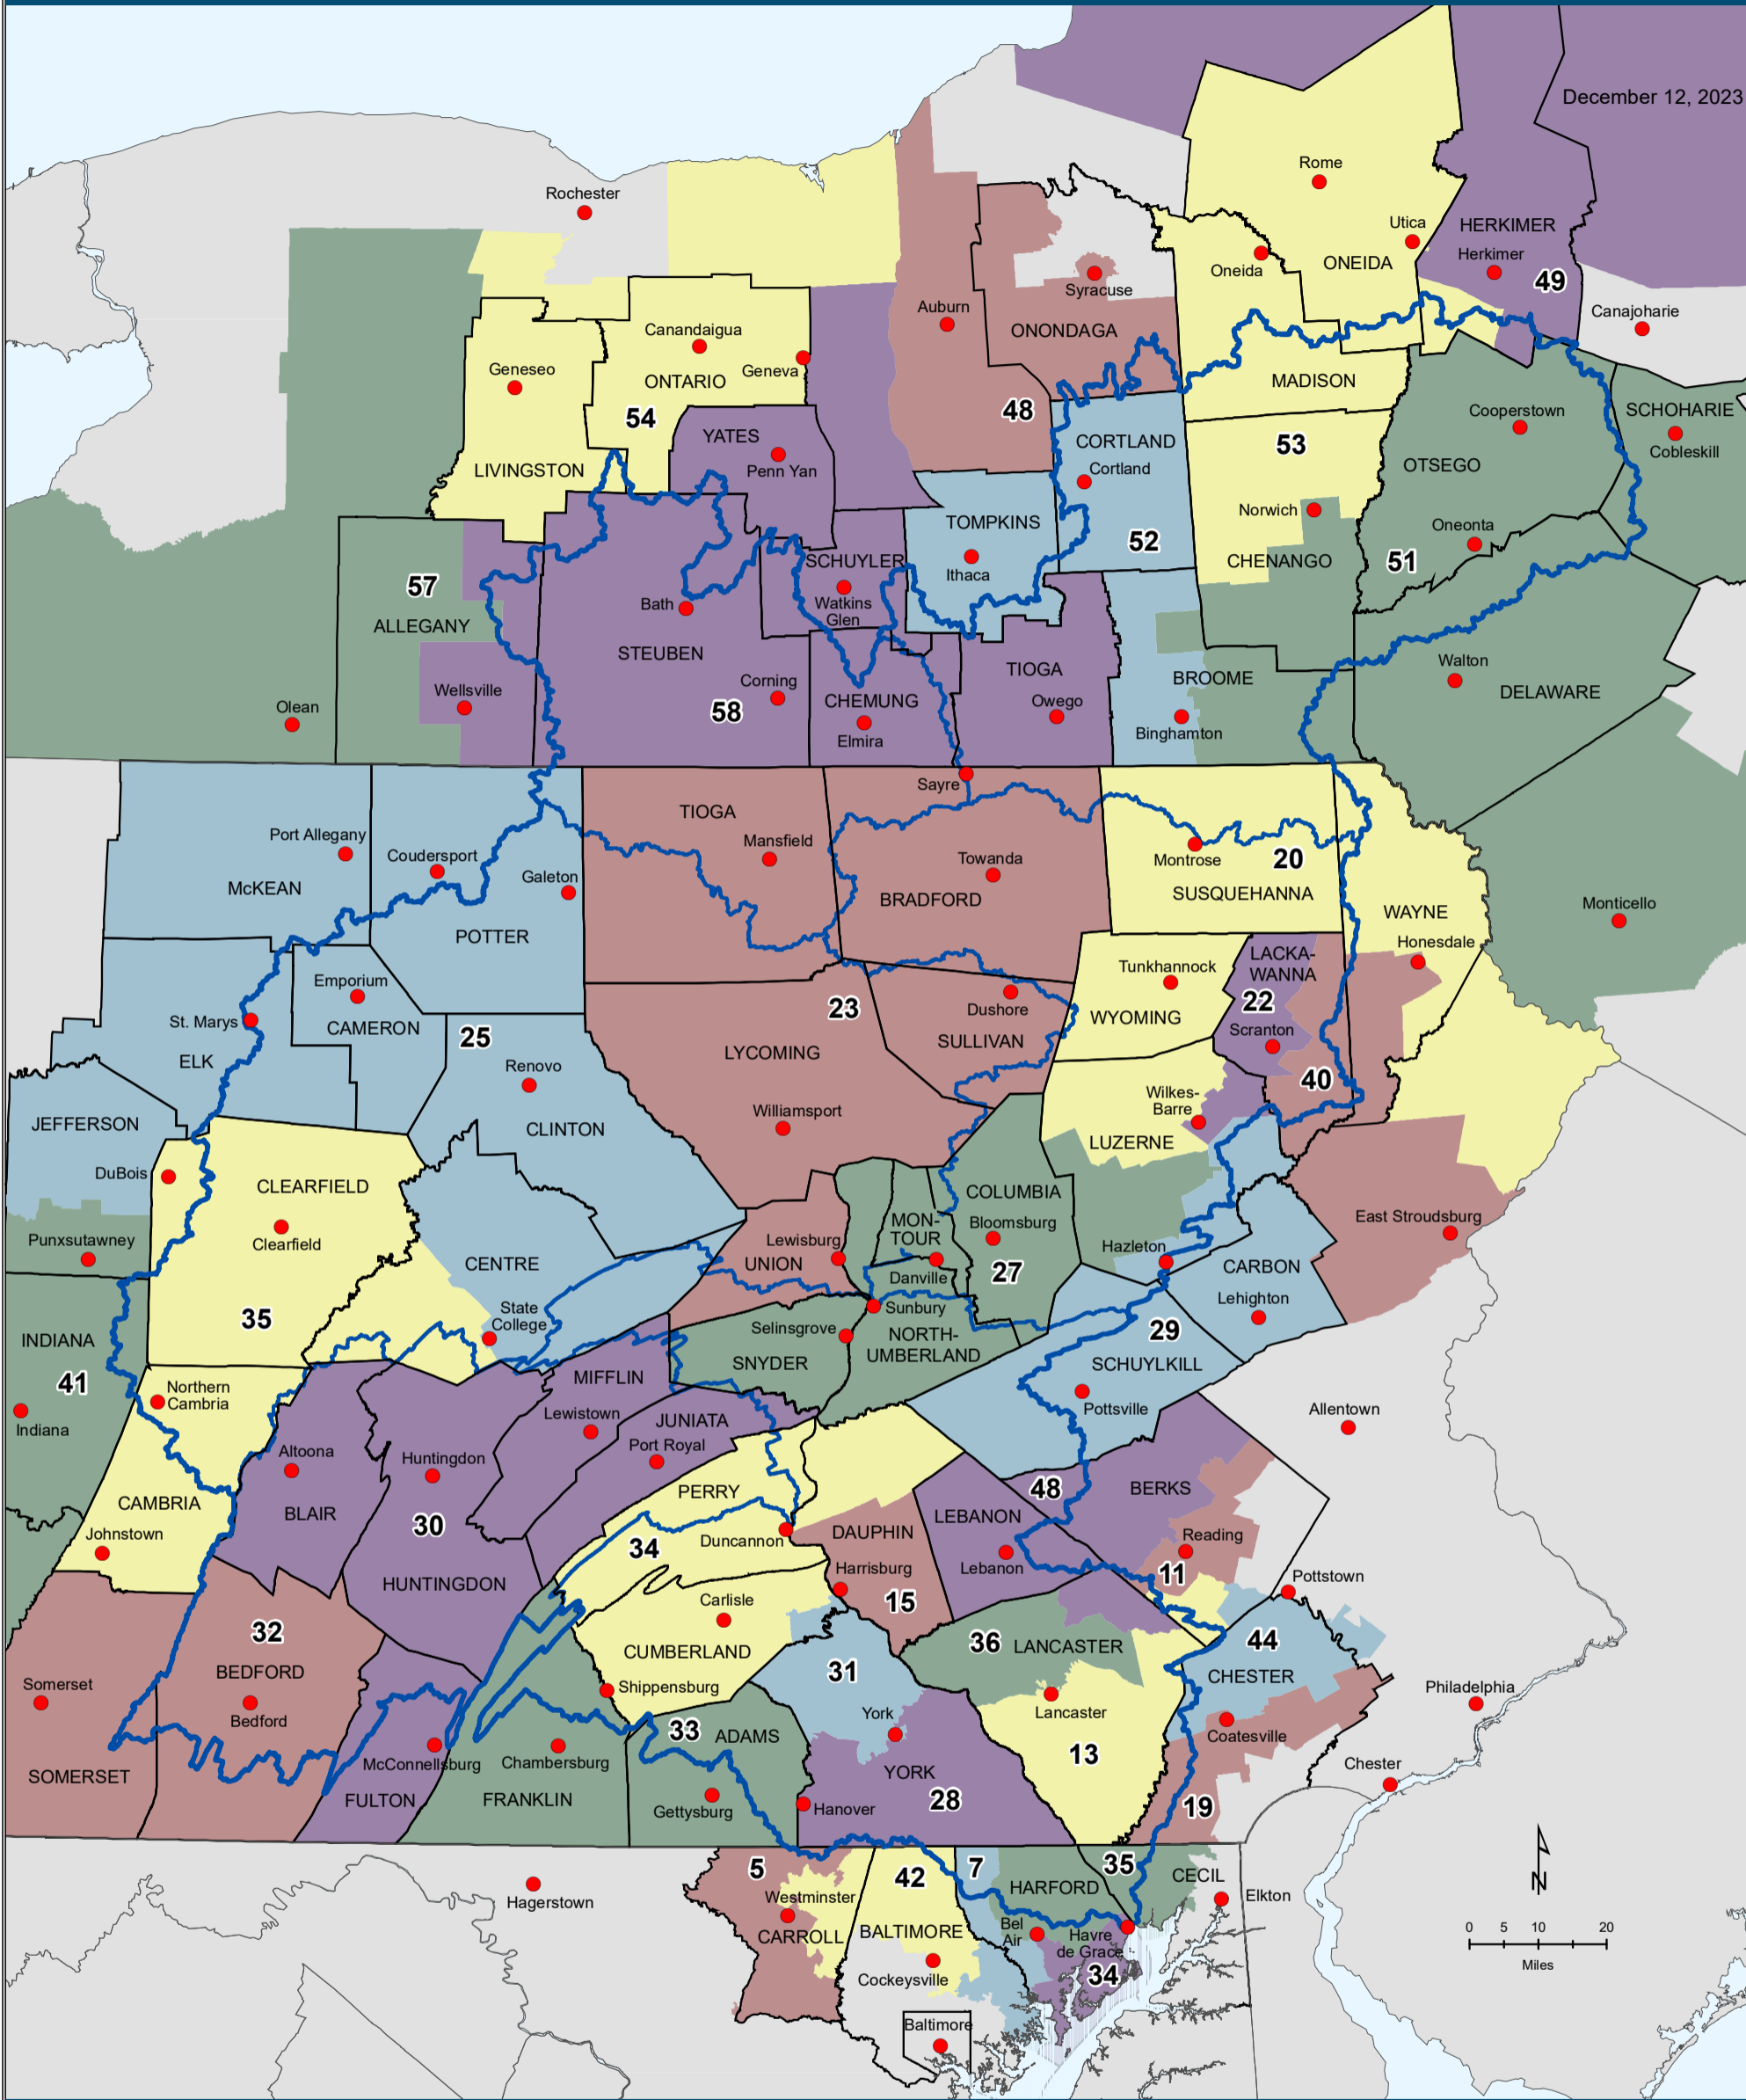 December 12, 2023
Rome
Rochester
Utica
HERKIMER
Herkimer
49
Oneida
ONEIDA
Syracuse
Auburn
Canajoharie
ONONDAGA
Canandaigua
Geneseo
Geneva
ONTARIO
MADISON
54
48
Cooperstown
SCHOHARIE
Cobleskill
YATES
CORTLAND
53
Penn Yan
Cortland
OTSEGO
LIVINGSTON
Norwich
TOMPKINS
Oneonta
52
SCHUYLER
CHENANGO
51
57
Ithaca
Bath
Watkins
Glen
ALLEGANY
STEUBEN
TIOGA
Walton
BROOME
Wellsville
Corning
DELAWARE
Olean
58
CHEMUNG
Owego
Elmira
Binghamton
Sayre
TIOGA
Port Allegany
Mansfield
Coudersport
Towanda
Montrose
20
Galeton
McKEAN
BRADFORD
SUSQUEHANNA
WAYNE
Monticello
POTTER
Honesdale
LACKA-
WANNA
Emporium
Tunkhannock
23
22
Dushore
St. Marys
CAMERON
WYOMING
Scranton
25
SULLIVAN
ELK
LYCOMING
Renovo
40
Wilkes-
Barre
JEFFERSON
Williamsport
CLINTON
LUZERNE
DuBois
CLEARFIELD
COLUMBIA
MON-
TOUR
Bloomsburg
East Stroudsburg
Punxsutawney
Clearfield
Lewisburg
Hazleton
CENTRE
UNION
27
CARBON
Danville
State
College
Lehighton
35
Sunbury
INDIANA
Selinsgrove
NORTH-
UMBERLAND
29
SNYDER
SCHUYLKILL
41
MIFFLIN
Northern
Cambria
Indiana
Lewistown
JUNIATA
Pottsville
Allentown
Port Royal
Altoona
Huntingdon
PERRY
48
BERKS
CAMBRIA
BLAIR
30
LEBANON
Johnstown
DAUPHIN
Reading
Duncannon
34
Harrisburg
Lebanon
11
HUNTINGDON
Pottstown
Carlisle
15
32
36
LANCASTER
44
CUMBERLAND
BEDFORD
31
CHESTER
Somerset
Shippensburg
Philadelphia
Bedford
York
Lancaster
33
ADAMS
Coatesville
McConnellsburg
Chambersburg
13
Chester
SOMERSET
YORK
FULTON
FRANKLIN
28
Gettysburg
Hanover
19
5
42
7
35
CECIL
Hagerstown
HARFORD
Elkton
Westminster
BALTIMORE
Bel
Air
Havre
de Grace
CARROLL
34
Cockeysville
Baltimore
N
0 5 10 20
Miles